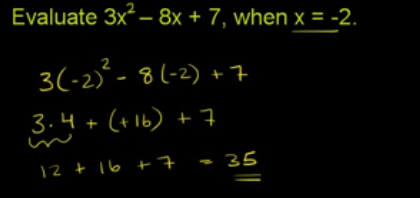 Evaluate 3x² – 8x + 7, when x = -2.
3(-2)² - 8(-2) + 7
3·4 + (+16) + 7
12 + 16 + 7 = 35